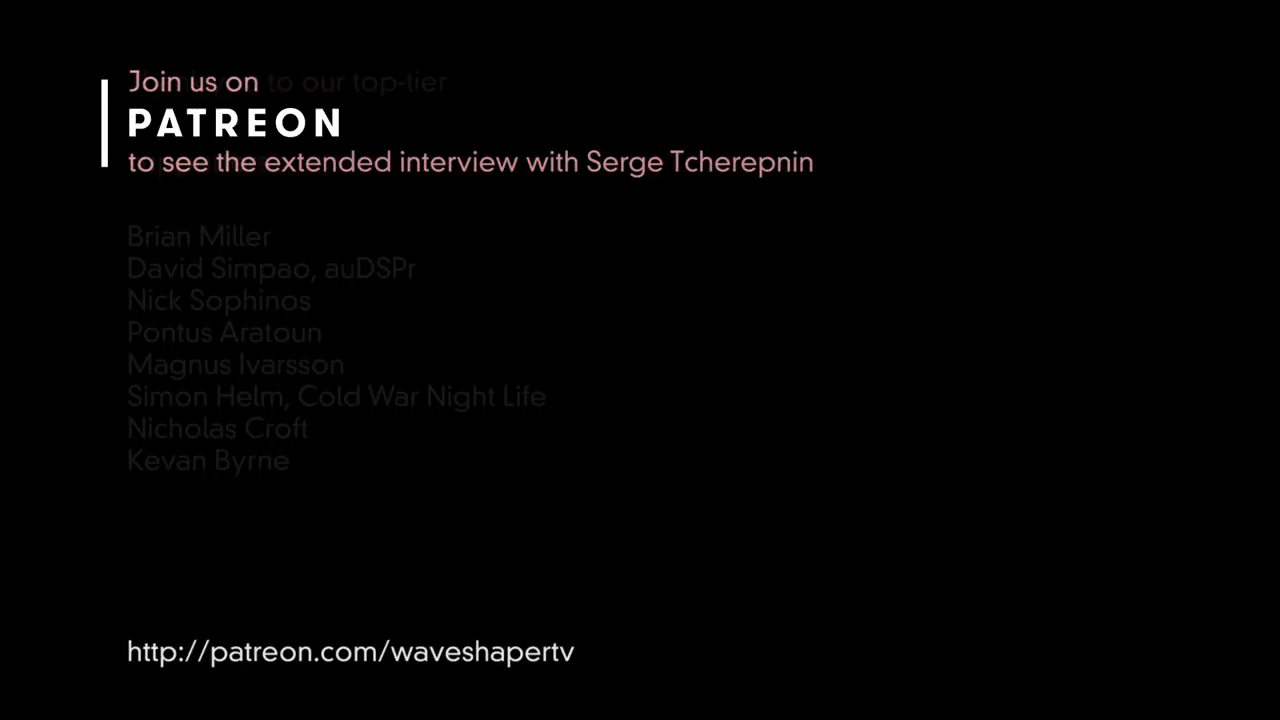 Join us on to our top-tier
PATREON
to see the extended interview with Serge Tcherepnin
Brian Miller
David Simpao, auDSPr
Nick Sophinos
Pontus Aratoun
Magnus Ivarsson
Simon Helm, Cold War Night Life
Nicholas Croft
Kevan Byrne
http://patreon.com/waveshapertv